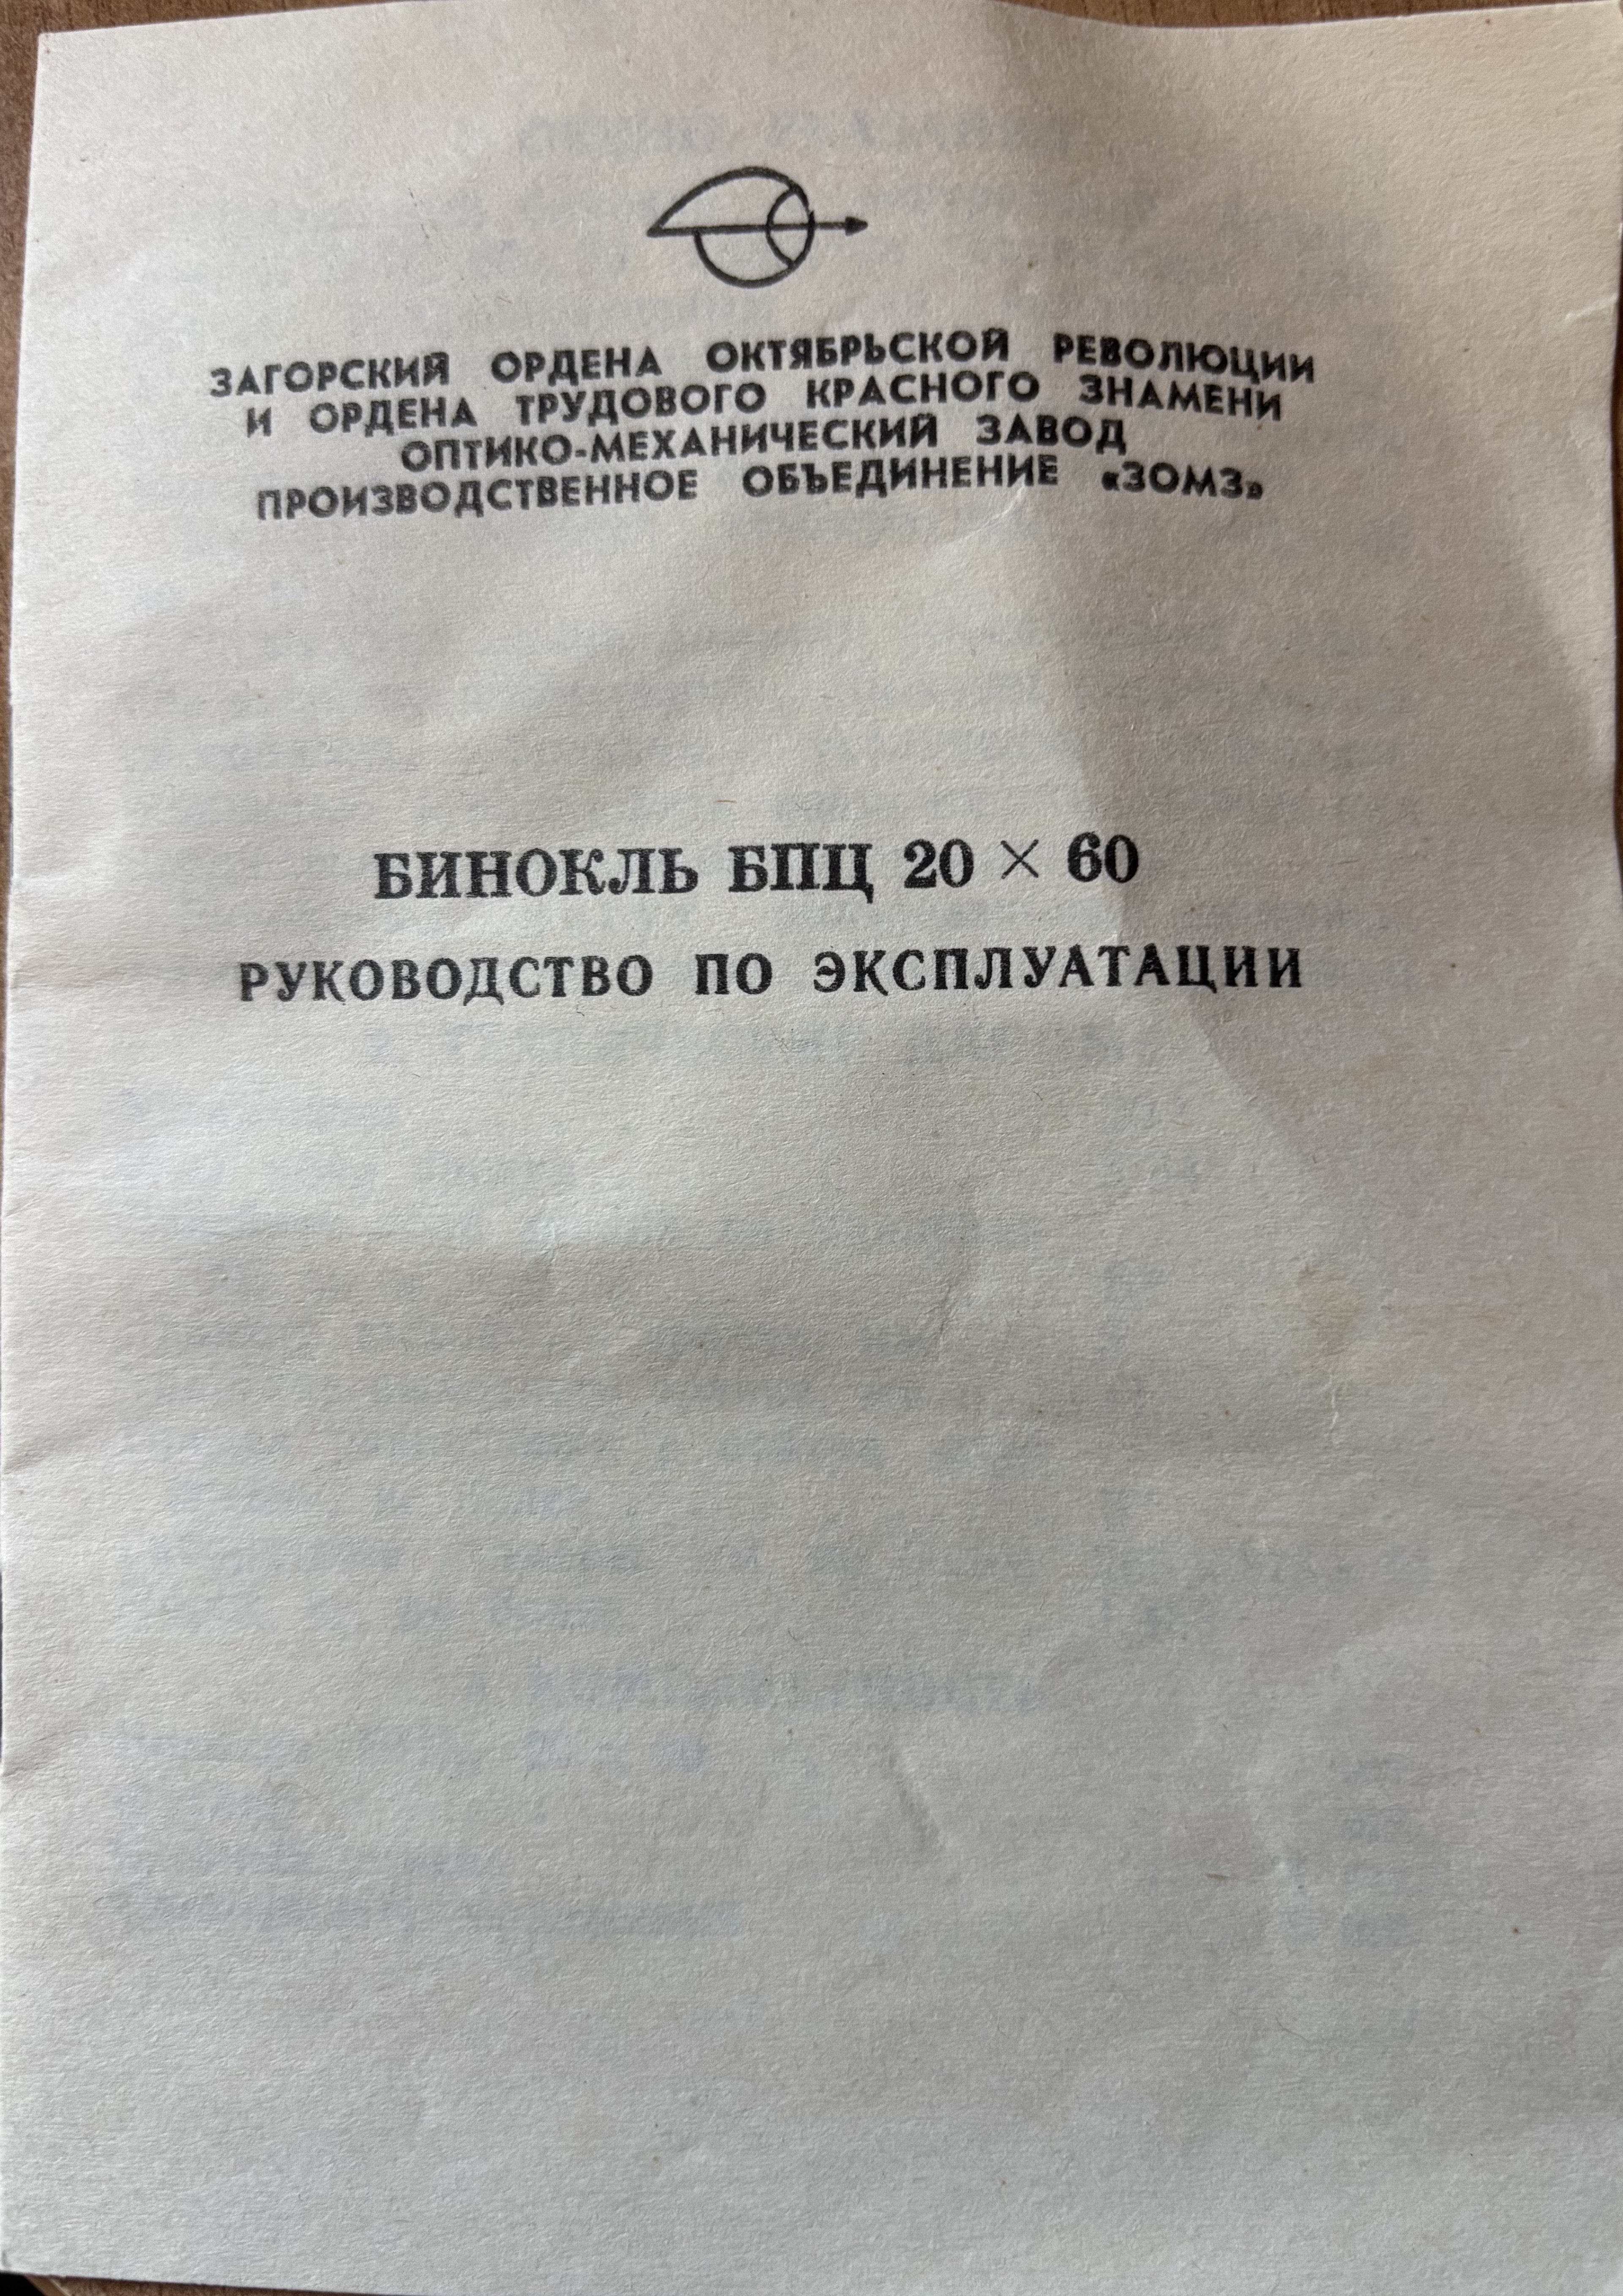 ЗАГОРСКИЙ ОРДЕНА ОКТЯБРЬСКОЙ РЕВОЛЮЦИИ
И ОРДЕНА ТРУДОВОГО КРАСНОГО ЗНАМЕНИ
ОПТИКО-МЕХАНИЧЕСКИЙ ЗАВОД
ПРОИЗВОДСТВЕННОЕ ОБЪЕДИНЕНИЕ «ЗОМЗ»
БИНОКЛЬ БПЦ 20 × 60
РУКОВОДСТВО ПО ЭКСПЛУАТАЦИИ